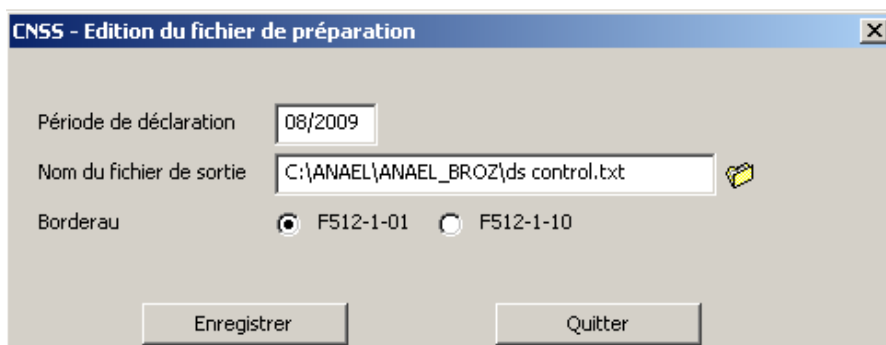 CNSS - Edition du fichier de préparation
Période de déclaration 08/2009
Nom du fichier de sortie C:\ANAEL\ANAEL_BROZ\ds control.txt
Borderau F512-1-01 F512-1-10
Enregistrer Quitter